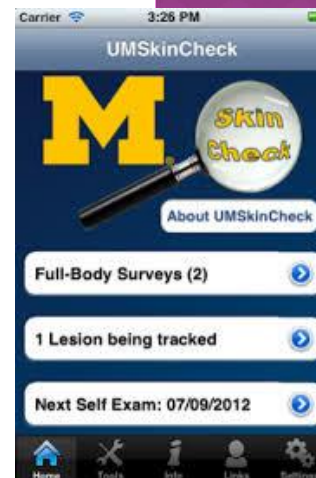 Carrier 3:26 PM
UMSkinCheck
M
Skin
Check
About UMSkinCheck
Full-Body Surveys (2)
1 Lesion being tracked
Next Self Exam: 07/09/2012
Home Tools Info Links Settings